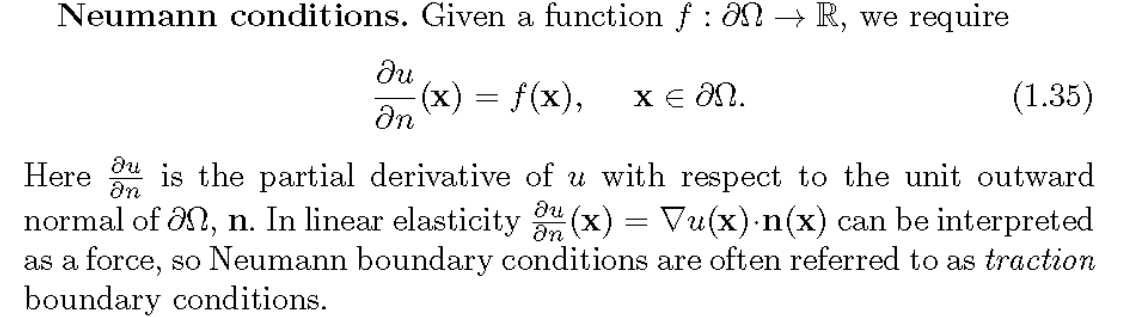 Neumann conditions. Given a function f : ∂Ω → ℝ, we require
∂u/∂n (x) = f(x), x ∈ ∂Ω. (1.35)
Here ∂u/∂n is the partial derivative of u with respect to the unit outward
normal of ∂Ω, n. In linear elasticity ∂u/∂n (x) = ∇u(x)·n(x) can be interpreted
as a force, so Neumann boundary conditions are often referred to as traction
boundary conditions.